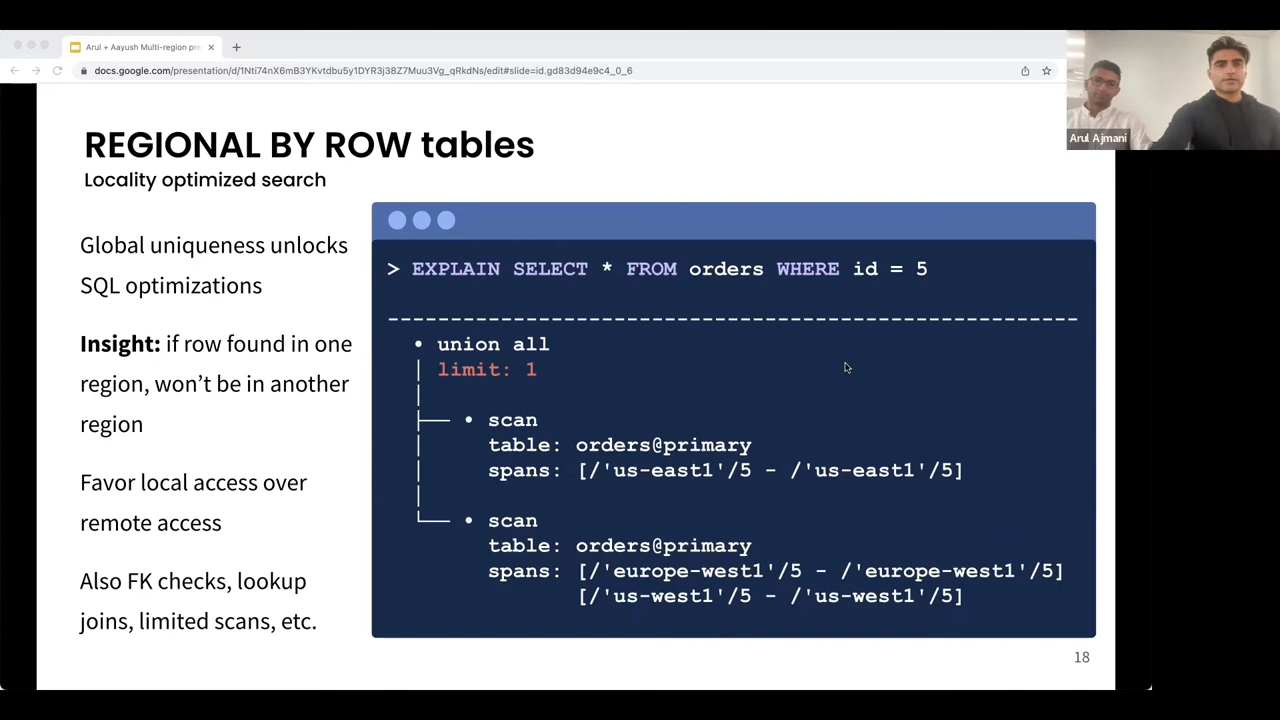 Arul + Aayush Multi-region pre
docs.google.com/presentation/d/1Nti74nX6mB3YKvtdbu5y1DYR3j38Z7Muu3Vg_qRkdNs/edit#slide=id.gd83d94e9c4_0_6
Arul Ajmani
REGIONAL BY ROW tables
Locality optimized search
Global uniqueness unlocks
SQL optimizations
Insight: if row found in one
region, won’t be in another
region
Favor local access over
remote access
Also FK checks, lookup
joins, limited scans, etc.
> EXPLAIN SELECT * FROM orders WHERE id = 5
-------------------------------------------------------
• union all
│ limit: 1
│
├── • scan
│ table: orders@primary
│ spans: [/'us-east1'/5 - /'us-east1'/5]
│
└── • scan
table: orders@primary
spans: [/'europe-west1'/5 - /'europe-west1'/5]
[/'us-west1'/5 - /'us-west1'/5]
18